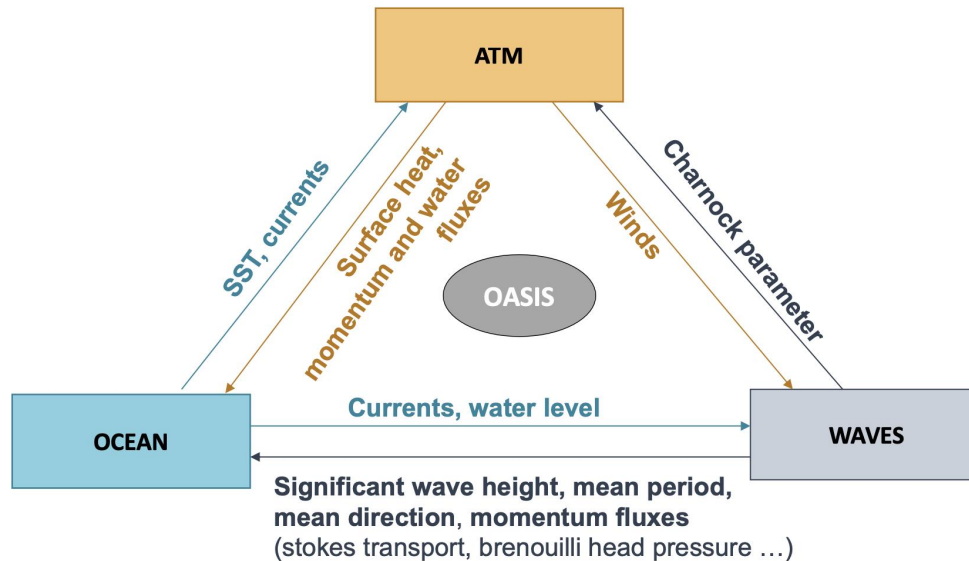 ATM
SST, currents
Surface heat,
momentum and water
fluxes
Winds
Charnock parameter
OASIS
OCEAN
Currents, water level
WAVES
Significant wave height, mean period,
mean direction, momentum fluxes
(stokes transport, brenouilli head pressure ...)